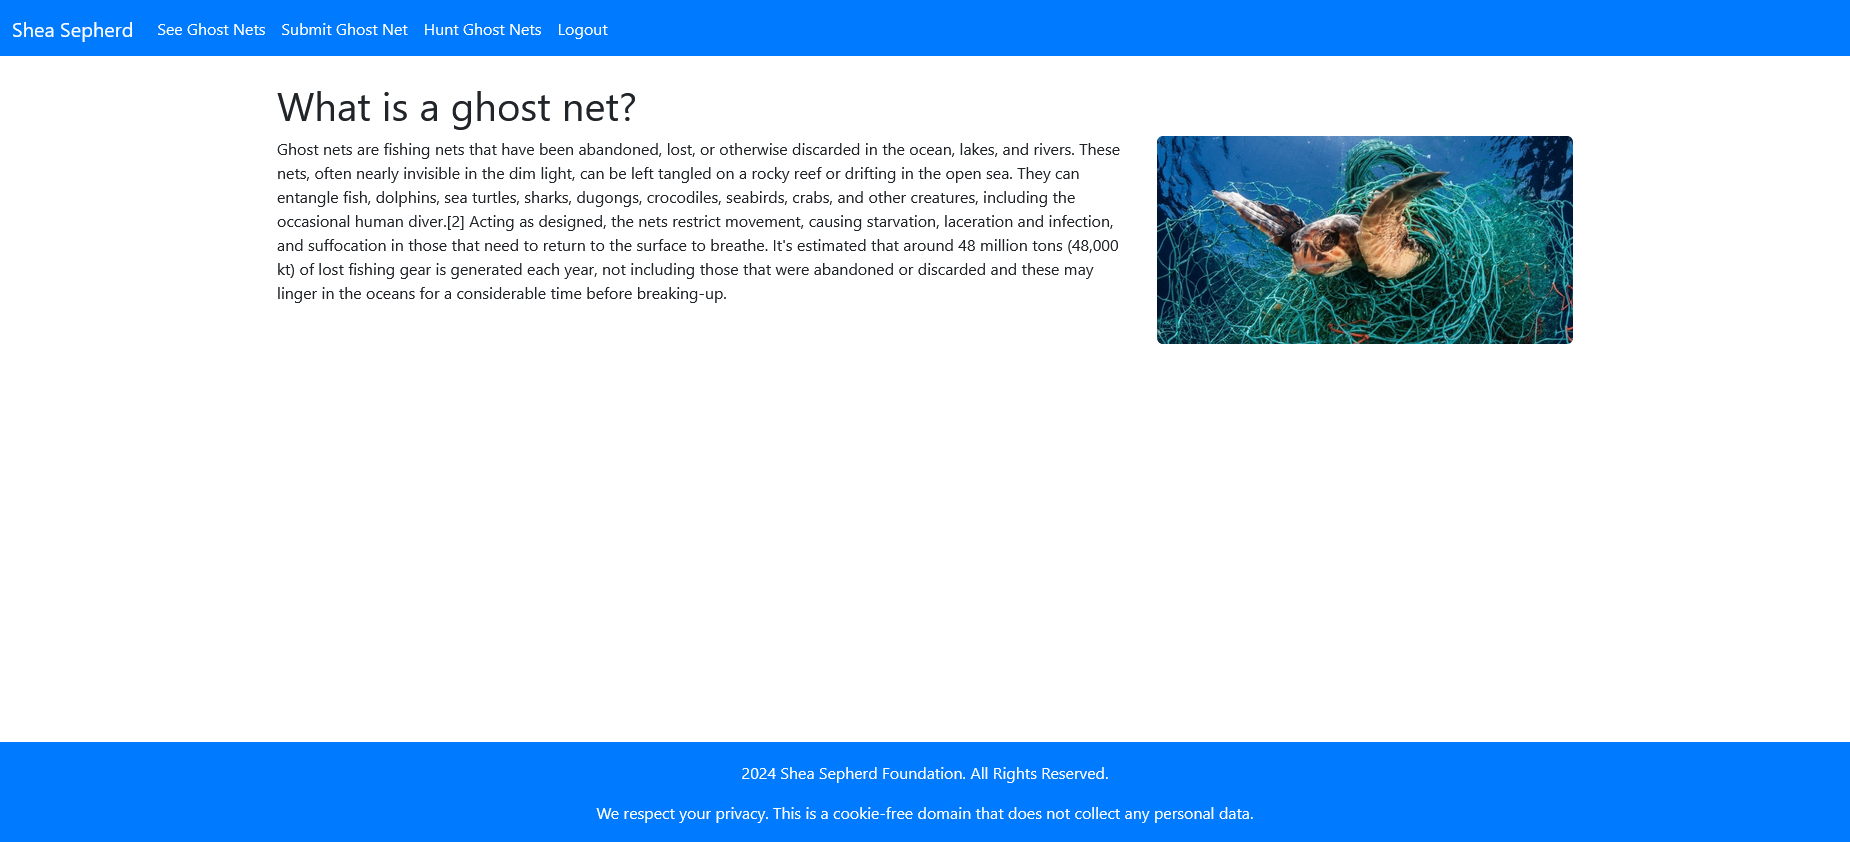 Shea Sepherd See Ghost Nets Submit Ghost Net Hunt Ghost Nets Logout
What is a ghost net?
Ghost nets are fishing nets that have been abandoned, lost, or otherwise discarded in the ocean, lakes, and rivers. These
nets, often nearly invisible in the dim light, can be left tangled on a rocky reef or drifting in the open sea. They can
entangle fish, dolphins, sea turtles, sharks, dugongs, crocodiles, seabirds, crabs, and other creatures, including the
occasional human diver.[2] Acting as designed, the nets restrict movement, causing starvation, laceration and infection,
and suffocation in those that need to return to the surface to breathe. It's estimated that around 48 million tons (48,000
kt) of lost fishing gear is generated each year, not including those that were abandoned or discarded and these may
linger in the oceans for a considerable time before breaking-up.
2024 Shea Sepherd Foundation. All Rights Reserved.
We respect your privacy. This is a cookie-free domain that does not collect any personal data.